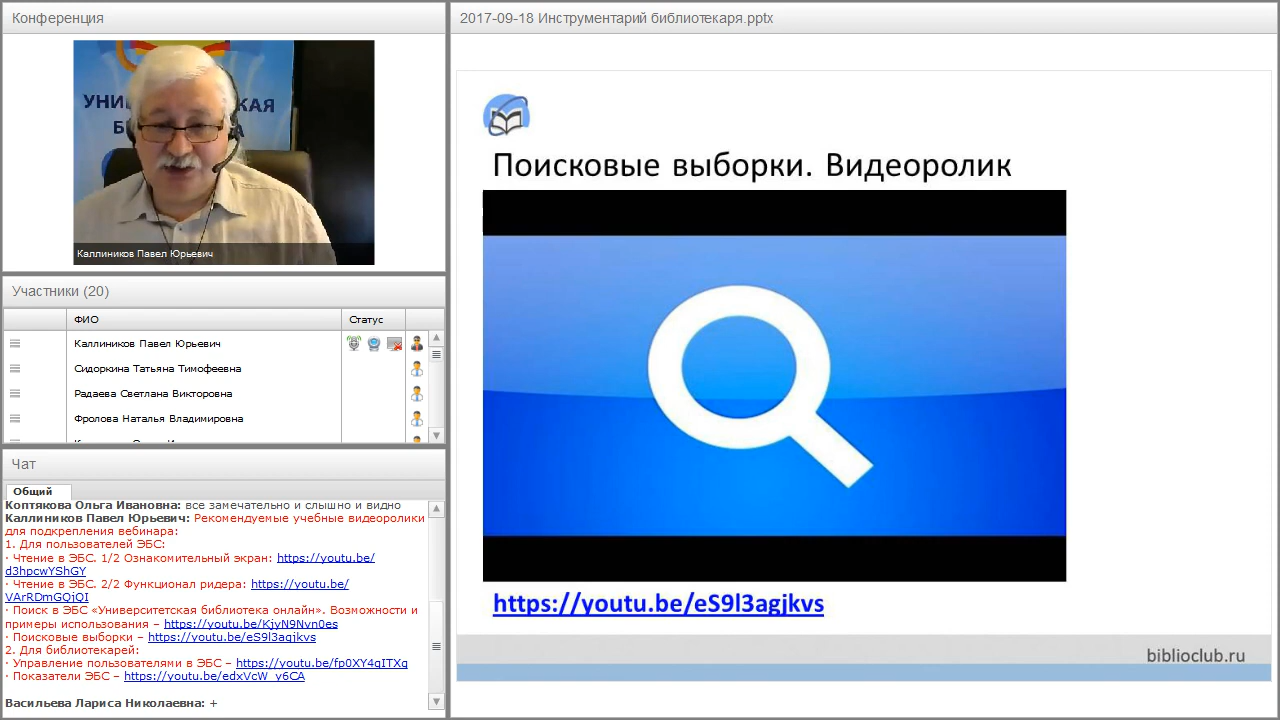 Конференция
УНИ
КАЯ
Б
А
Каллиников Павел Юрьевич
Участники (20)
ФИО
Статус
Каллиников Павел Юрьевич
Сидоркина Татьяна Тимофеевна
Радаева Светлана Викторовна
Фролова Наталья Владимировна
Чат
Общий
Коптякова Ольга Ивановна: все замечательно и слышно и видно
Каллиников Павел Юрьевич: Рекомендуемые учебные видеоролики
для подкрепления вебинара:
1. Для пользователей ЭБС:
· Чтение в ЭБС. 1/2 Ознакомительный экран: https://youtu.be/
d3hpcwYShGY
· Чтение в ЭБС. 2/2 Функционал ридера: https://youtu.be/
VArRDmGQjQI
· Поиск в ЭБС «Университетская библиотека онлайн». Возможности и
примеры использования – https://youtu.be/KjyN9Nvn0es
· Поисковые выборки – https://youtu.be/eS9l3agjkvs
2. Для библиотекарей:
· Управление пользователями в ЭБС – https://youtu.be/fp0XY4qITXg
· Показатели ЭБС – https://youtu.be/edxVcW_y6CA
Васильева Лариса Николаевна: +
2017-09-18 Инструментарий библиотекаря.pptx
Поисковые выборки. Видеоролик
https://youtu.be/eS9l3agjkvs
biblioclub.ru